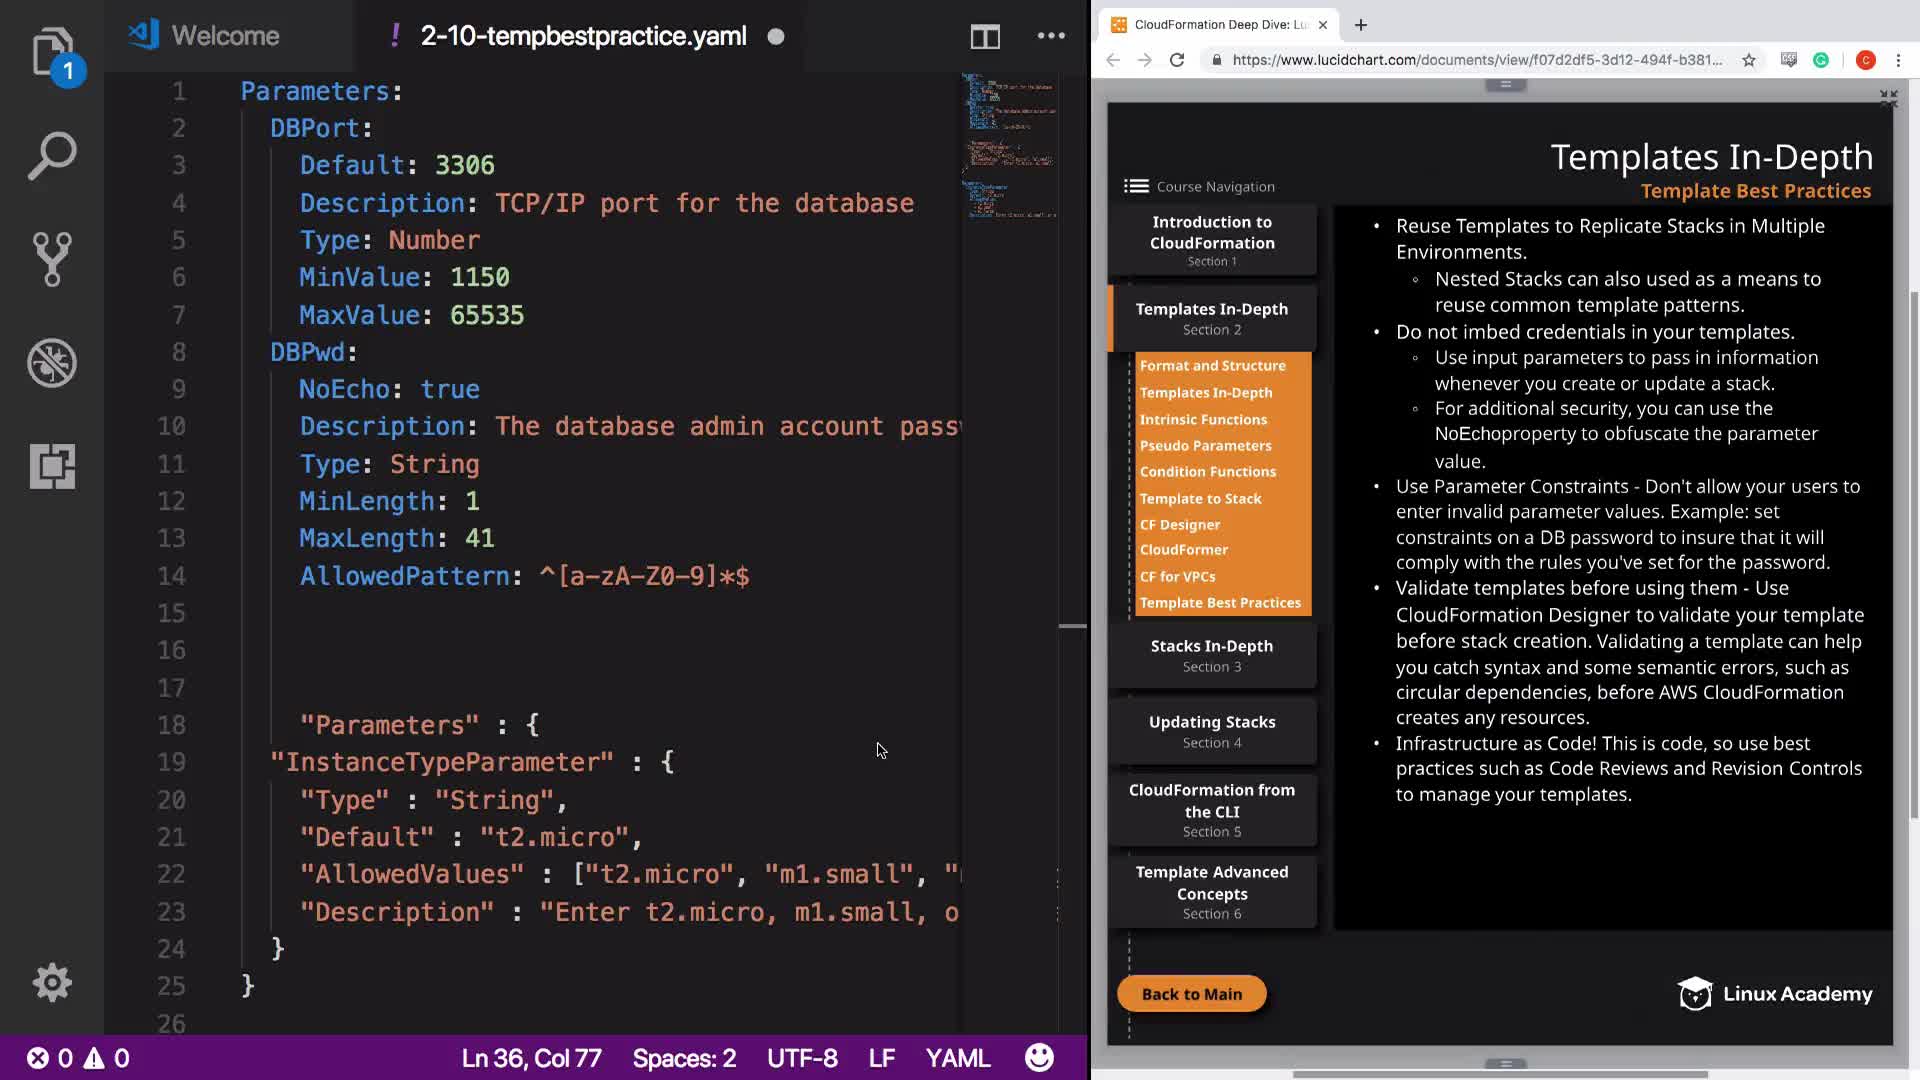 1
Welcome
! 2-10-tempbestpractice.yaml
1 Parameters:
2 DBPort:
3 Default: 3306
4 Description: TCP/IP port for the database
5 Type: Number
6 MinValue: 1150
7 MaxValue: 65535
8 DBPwd:
9 NoEcho: true
10 Description: The database admin account pass
11 Type: String
12 MinLength: 1
13 MaxLength: 41
14 AllowedPattern: ^[a-zA-Z0-9]*$
15
16
17
18 "Parameters" : {
19 "InstanceTypeParameter" : {
20 "Type" : "String",
21 "Default" : "t2.micro",
22 "AllowedValues" : ["t2.micro", "m1.small", "
23 "Description" : "Enter t2.micro, m1.small, o
24 }
25 }
26
0 0
Ln 36, Col 77 Spaces: 2 UTF-8 LF YAML
CloudFormation Deep Dive: Lu
https://www.lucidchart.com/documents/view/f07d2df5-3d12-494f-b381...
C
Templates In-Depth
Template Best Practices
Course Navigation
Introduction to
CloudFormation
Section 1
Templates In-Depth
Section 2
Format and Structure
Templates In-Depth
Intrinsic Functions
Pseudo Parameters
Condition Functions
Template to Stack
CF Designer
CloudFormer
CF for VPCs
Template Best Practices
Stacks In-Depth
Section 3
Updating Stacks
Section 4
CloudFormation from
the CLI
Section 5
Template Advanced
Concepts
Section 6
Back to Main
• Reuse Templates to Replicate Stacks in Multiple
Environments.
◦ Nested Stacks can also used as a means to
reuse common template patterns.
• Do not imbed credentials in your templates.
◦ Use input parameters to pass in information
whenever you create or update a stack.
◦ For additional security, you can use the
NoEchoproperty to obfuscate the parameter
value.
• Use Parameter Constraints - Don't allow your users to
enter invalid parameter values. Example: set
constraints on a DB password to insure that it will
comply with the rules you've set for the password.
• Validate templates before using them - Use
CloudFormation Designer to validate your template
before stack creation. Validating a template can help
you catch syntax and some semantic errors, such as
circular dependencies, before AWS CloudFormation
creates any resources.
• Infrastructure as Code! This is code, so use best
practices such as Code Reviews and Revision Controls
to manage your templates.
Linux Academy